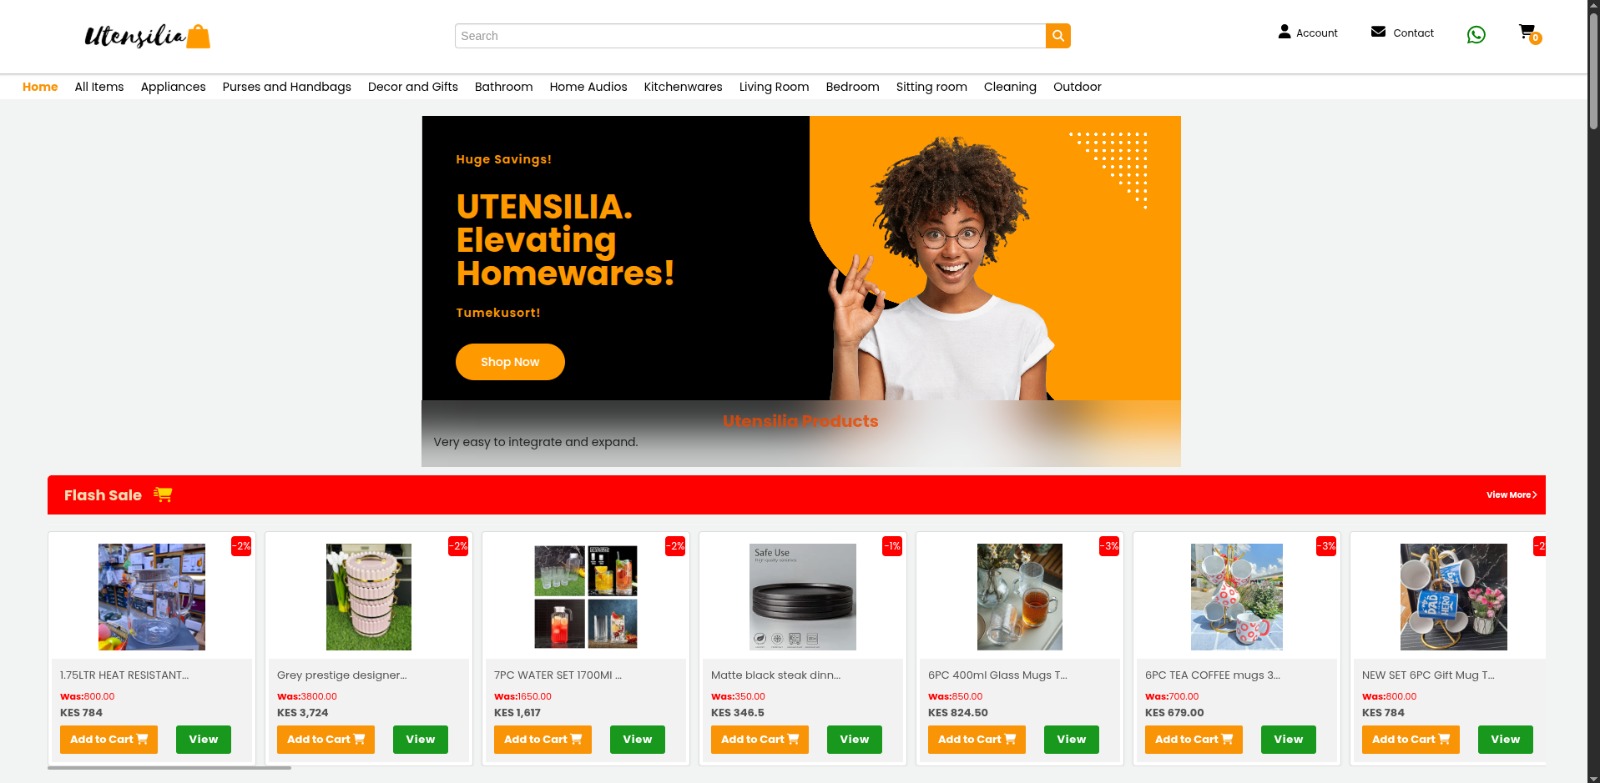 Utensilia
Search
Account
Contact
0
Home All Items Appliances Purses and Handbags Decor and Gifts Bathroom Home Audios Kitchenwares Living Room Bedroom Sitting room Cleaning Outdoor
Huge Savings!
UTENSILIA.
Elevating
Homewares!
Tumekusort!
Shop Now
Utensilia Products
Very easy to integrate and expand.
Flash Sale
View More
-2%
1.75LTR HEAT RESISTANT...
Was:800.00
KES 784
Add to Cart View
-2%
Grey prestige designer...
Was:3800.00
KES 3,724
Add to Cart View
-2%
7PC WATER SET 1700Ml ...
Was:1650.00
KES 1,617
Add to Cart View
-1%
Safe Use
Matte black steak dinn...
Was:350.00
KES 346.5
Add to Cart View
-3%
6PC 400ml Glass Mugs T...
Was:850.00
KES 824.50
Add to Cart View
-3%
6PC TEA COFFEE mugs 3...
Was:700.00
KES 679.00
Add to Cart View
-2
DAD
HERO
NEW SET 6PC Gift Mug T...
Was:800.00
KES 784
Add to Cart View